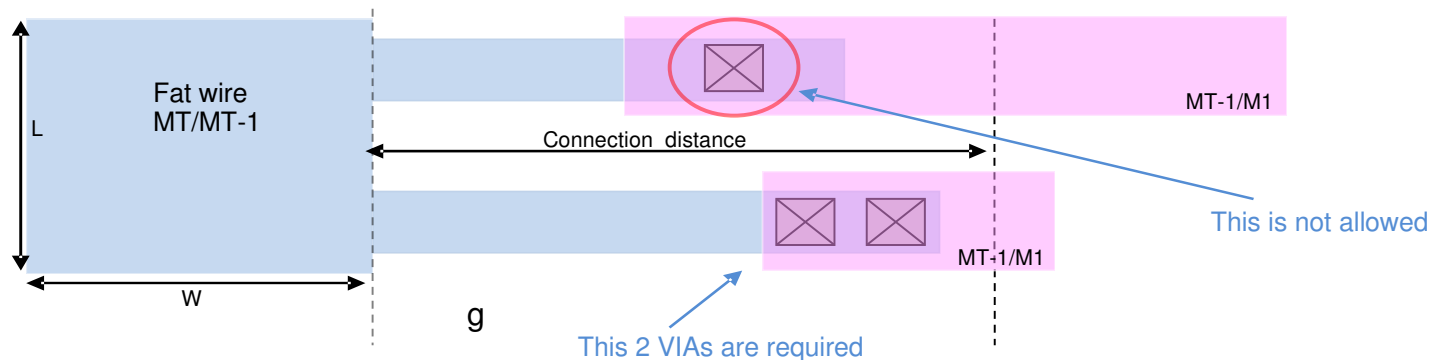 Fat wire
MT/MT-1
L
MT-1/M1
Connection distance
This is not allowed
MT-1/M1
W
g
This 2 VIAs are required